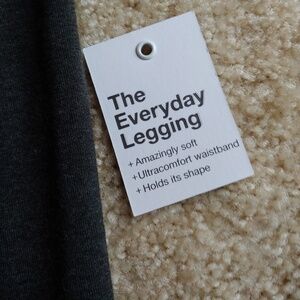 The
Everyday
Legging
+ Amazingly soft
+ Ultracomfort waistband
+ Holds its shape